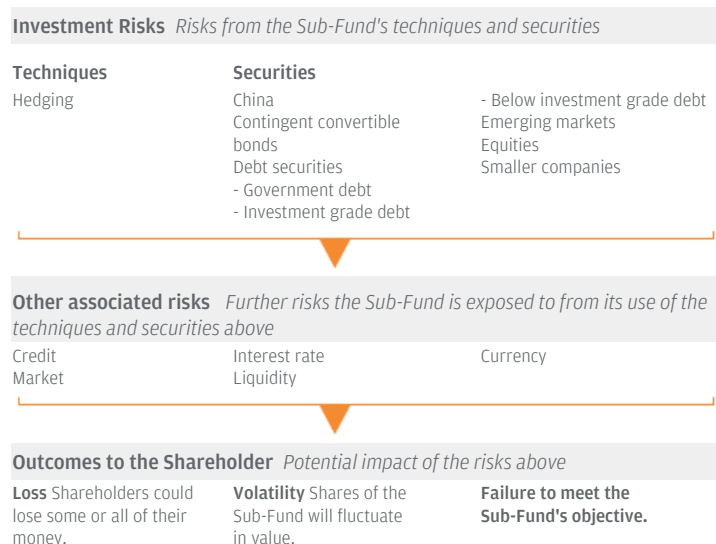 Investment Risks Risks from the Sub-Fund's techniques and securities
Techniques
Hedging
Securities
China
Contingent convertible
bonds
Debt securities
- Government debt
- Investment grade debt
- Below investment grade debt
Emerging markets
Equities
Smaller companies
Other associated risks Further risks the Sub-Fund is exposed to from its use of the
techniques and securities above
Credit
Market
Interest rate
Liquidity
Currency
Outcomes to the Shareholder Potential impact of the risks above
Loss Shareholders could
lose some or all of their
money.
Volatility Shares of the
Sub-Fund will fluctuate
in value.
Failure to meet the
Sub-Fund's objective.